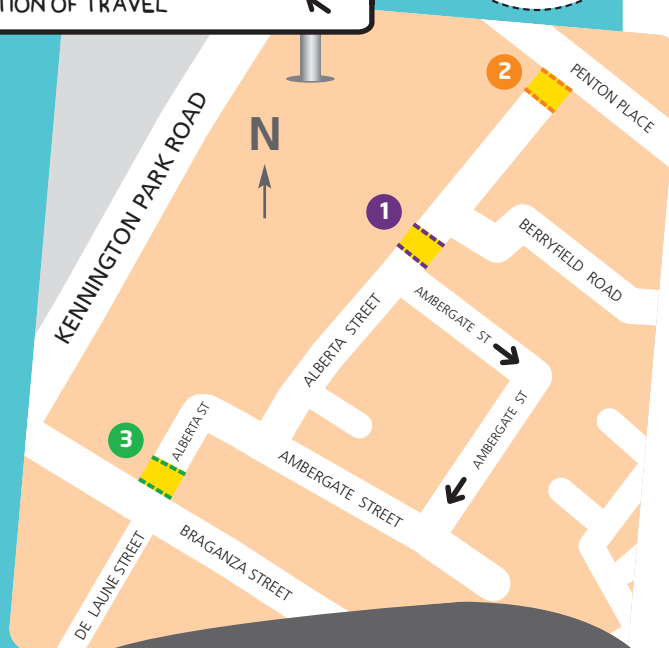 TION OF TRAVEL
2
PENTON PLACE
N
KENNINGTON PARK ROAD
1
BERRYFIELD ROAD
AMBERGATE ST
ALBERTA STREET
AMBERGATE ST
ALBERTA ST
3
AMBERGATE STREET
BRAGANZA STREET
DE LAUNE STREET